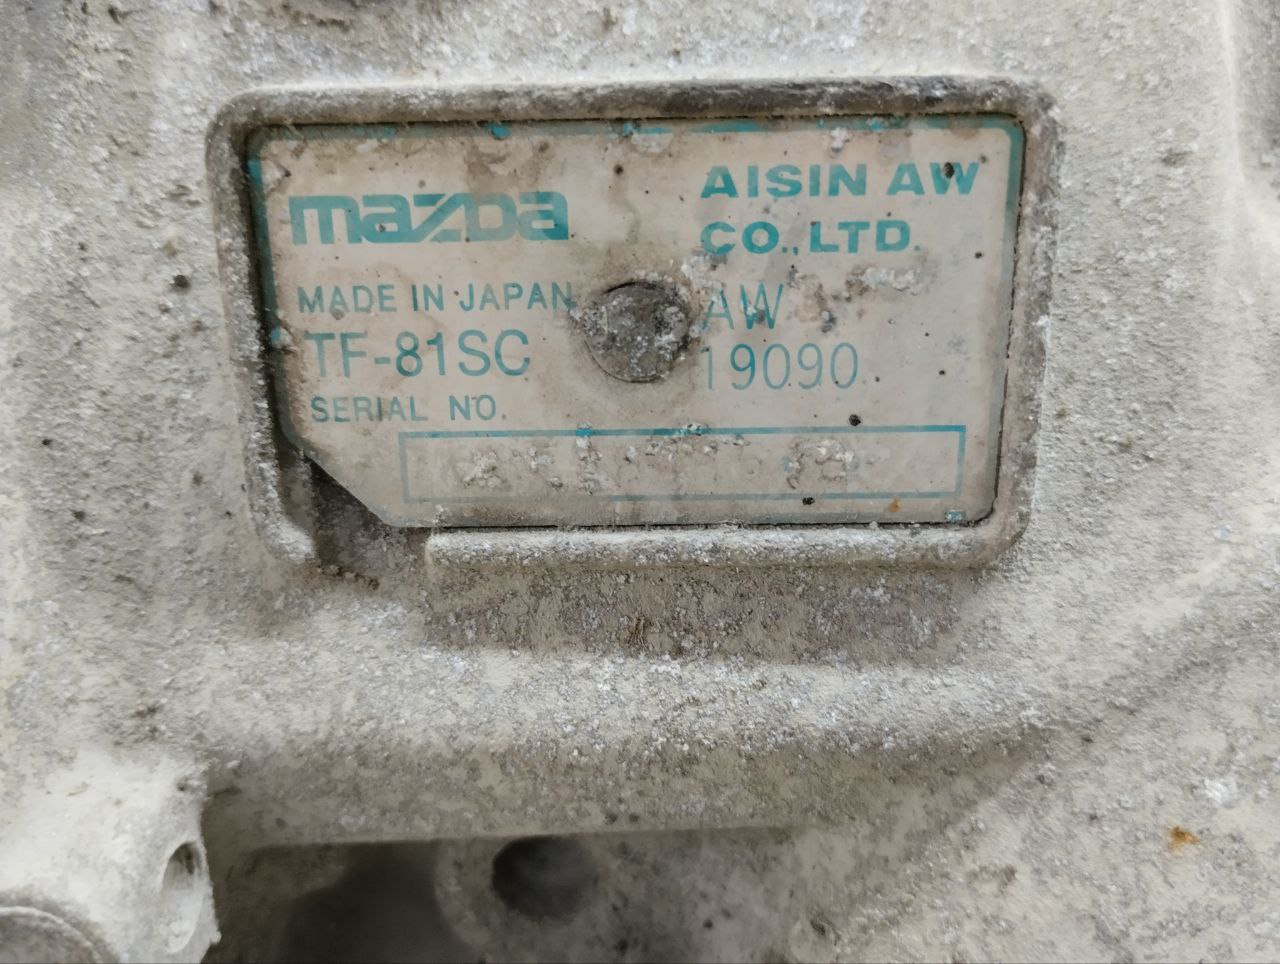 mazda
AISIN AW
CO.,LTD.
MADE IN JAPAN
AW
TF-81SC
19090
SERIAL NO.